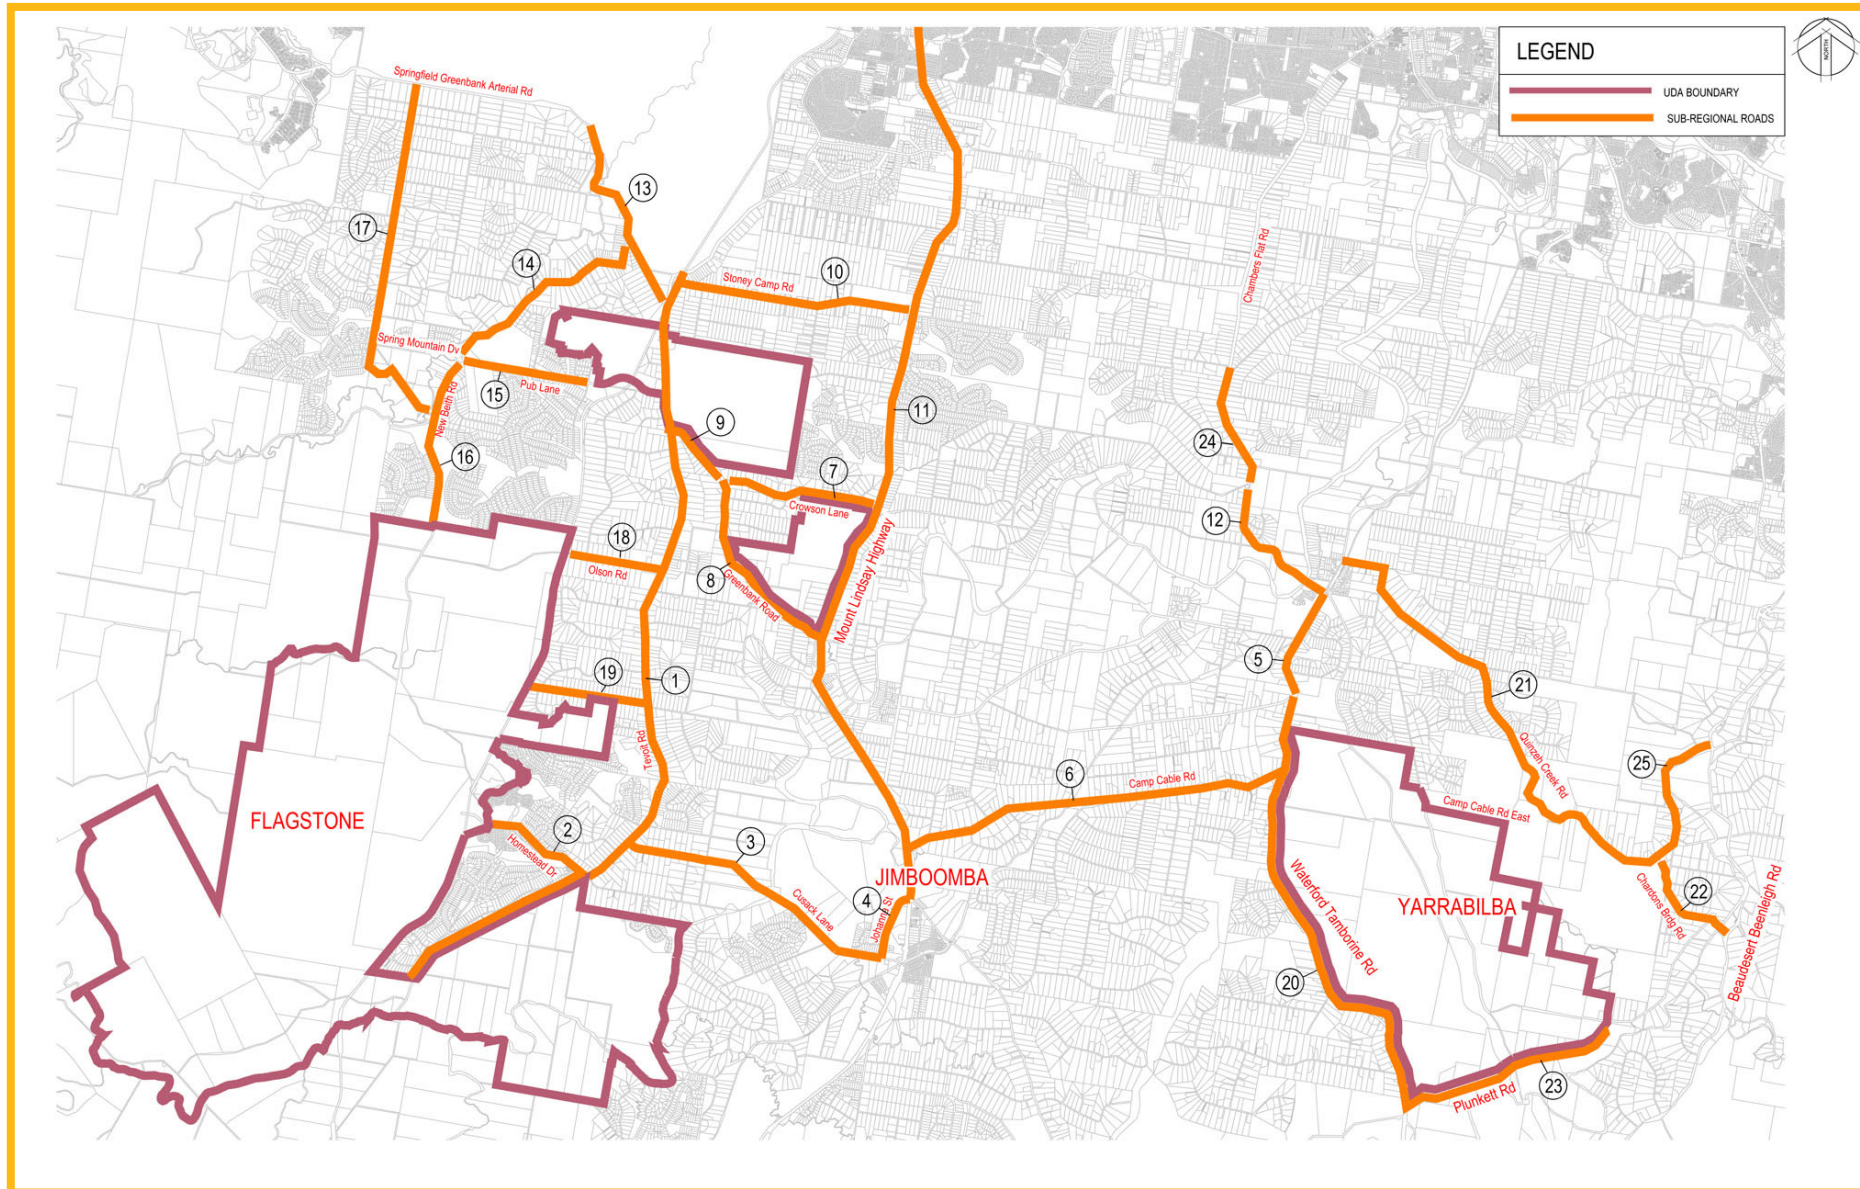 LEGEND
NORTH
UDA BOUNDARY
SUB-REGIONAL ROADS
Springfield Greenbank Arterial Rd
13
17
Chambers Flat Rd
14
10
Stoney Camp Rd
Spring Mountain Dv
15
Pub Lane
New Beith Rd
11
9
24
16
7
Crowson Lane
12
18
Olson Rd
8
Greenbank Road
Mount Lindsay Highway
5
19
1
21
Teviot Rd
Quinzeh Creek Rd
25
6
Camp Cable Rd
Camp Cable Rd East
FLAGSTONE
2
Homestead Dr
3
JIMBOOMBA
Cusack Lane
4
Johanna St
Waterford Tamborine Rd
YARRABILBA
22
Chardons Brdg Rd
Beaudesert Beenleigh Rd
20
23
Plunkett Rd